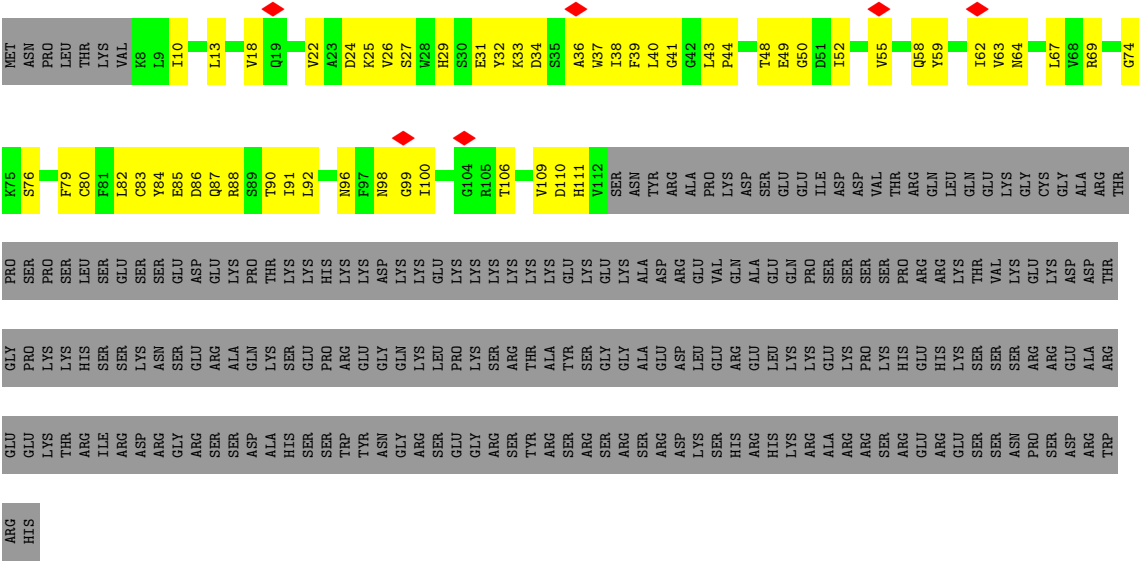 MET ASN PRO LEU THR LYS VAL K8 L9 I10 L13 V18 Q19 V22 A23 D24 K25 V26 S27 W28 H29 S30 E31 Y32 K33 D34 S35 A36 W37 I38 F39 L40 G41 G42 L43 P44 T48 E49 G50 D51 I52 V55 Q58 Y59 I62 V63 N64 L67 V68 R69 G74
K75 S76 F79 C80 F81 L82 C83 Y84 E85 D86 Q87 R88 S89 T90 I91 L92 N96 F97 N98 G99 I100 G104 R105 T106 V109 D110 H111 V112 SER ASN TYR ARG ALA PRO LYS ASP SER GLU GLU ILE ASP ASP VAL THR ARG GLN LEU GLN GLU LYS GLY CYS GLY ALA ARG THR
PRO SER PRO SER LEU SER GLU SER SER GLU ASP GLU LYS PRO THR LYS LYS HIS LYS LYS ASP LYS LYS GLU LYS LYS LYS LYS LYS LYS GLU LYS GLU LYS ALA ASP ARG GLU VAL GLN ALA GLU GLN PRO SER SER SER SER PRO ARG ARG LYS THR VAL LYS GLU LYS ASP ASP THR
GLY PRO LYS LYS HIS SER SER LYS ASN SER GLU ARG ALA GLN LYS SER GLU PRO ARG GLU GLY GLN LYS LEU PRO LYS SER ARG THR ALA TYR SER GLY GLY ALA GLU ASP LEU GLU ARG GLU LEU LYS LYS GLU LYS PRO LYS HIS GLU HIS LYS SER SER SER ARG ARG GLU ALA ARG
GLU GLU LYS THR ARG ILE ARG ASP ARG GLY ARG SER SER ASP ALA HIS SER SER TRP TYR ASN GLY ARG SER GLU GLY ARG SER TYR ARG SER ARG SER ARG SER ARG ASP LYS SER HIS ARG HIS LYS ARG ALA ARG ARG SER ARG GLU ARG GLU SER SER ASN PRO SER ASP ARG TRP
ARG HIS